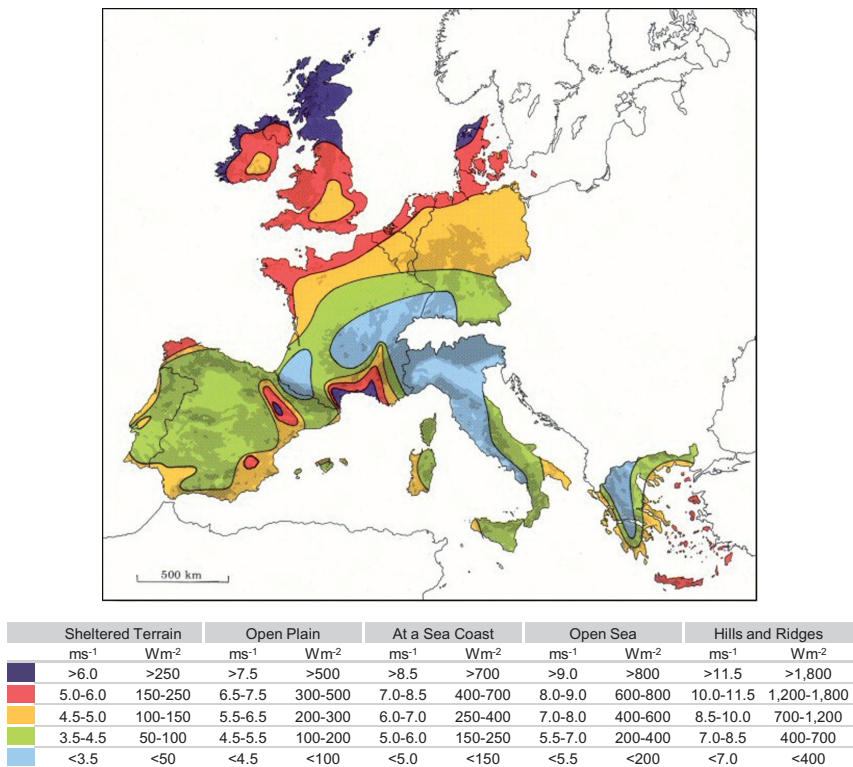 500 km
Sheltered Terrain Open Plain At a Sea Coast Open Sea Hills and Ridges
ms-1 Wm-2 ms-1 Wm-2 ms-1 Wm-2 ms-1 Wm-2 ms-1 Wm-2
>6.0 >250 >7.5 >500 >8.5 >700 >9.0 >800 >11.5 >1,800
5.0-6.0 150-250 6.5-7.5 300-500 7.0-8.5 400-700 8.0-9.0 600-800 10.0-11.5 1,200-1,800
4.5-5.0 100-150 5.5-6.5 200-300 6.0-7.0 250-400 7.0-8.0 400-600 8.5-10.0 700-1,200
3.5-4.5 50-100 4.5-5.5 100-200 5.0-6.0 150-250 5.5-7.0 200-400 7.0-8.5 400-700
<3.5 <50 <4.5 <100 <5.0 <150 <5.5 <200 <7.0 <400